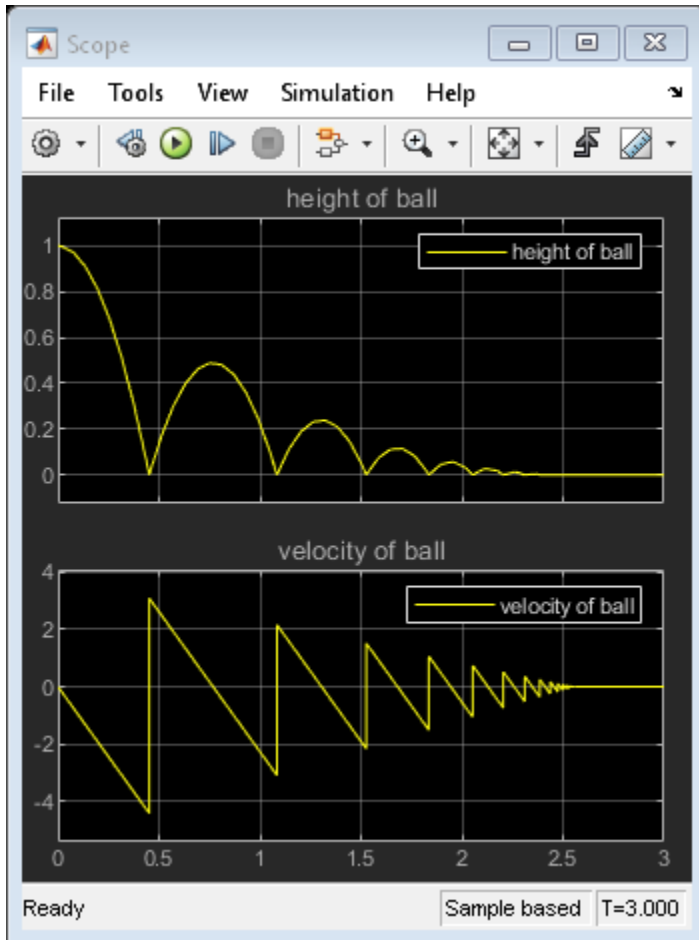 Scope
File Tools View Simulation Help
height of ball
height of ball
1
0.8
0.6
0.4
0.2
0
velocity of ball
velocity of ball
4
2
0
-2
-4
0 0.5 1 1.5 2 2.5 3
Ready Sample based T=3.000